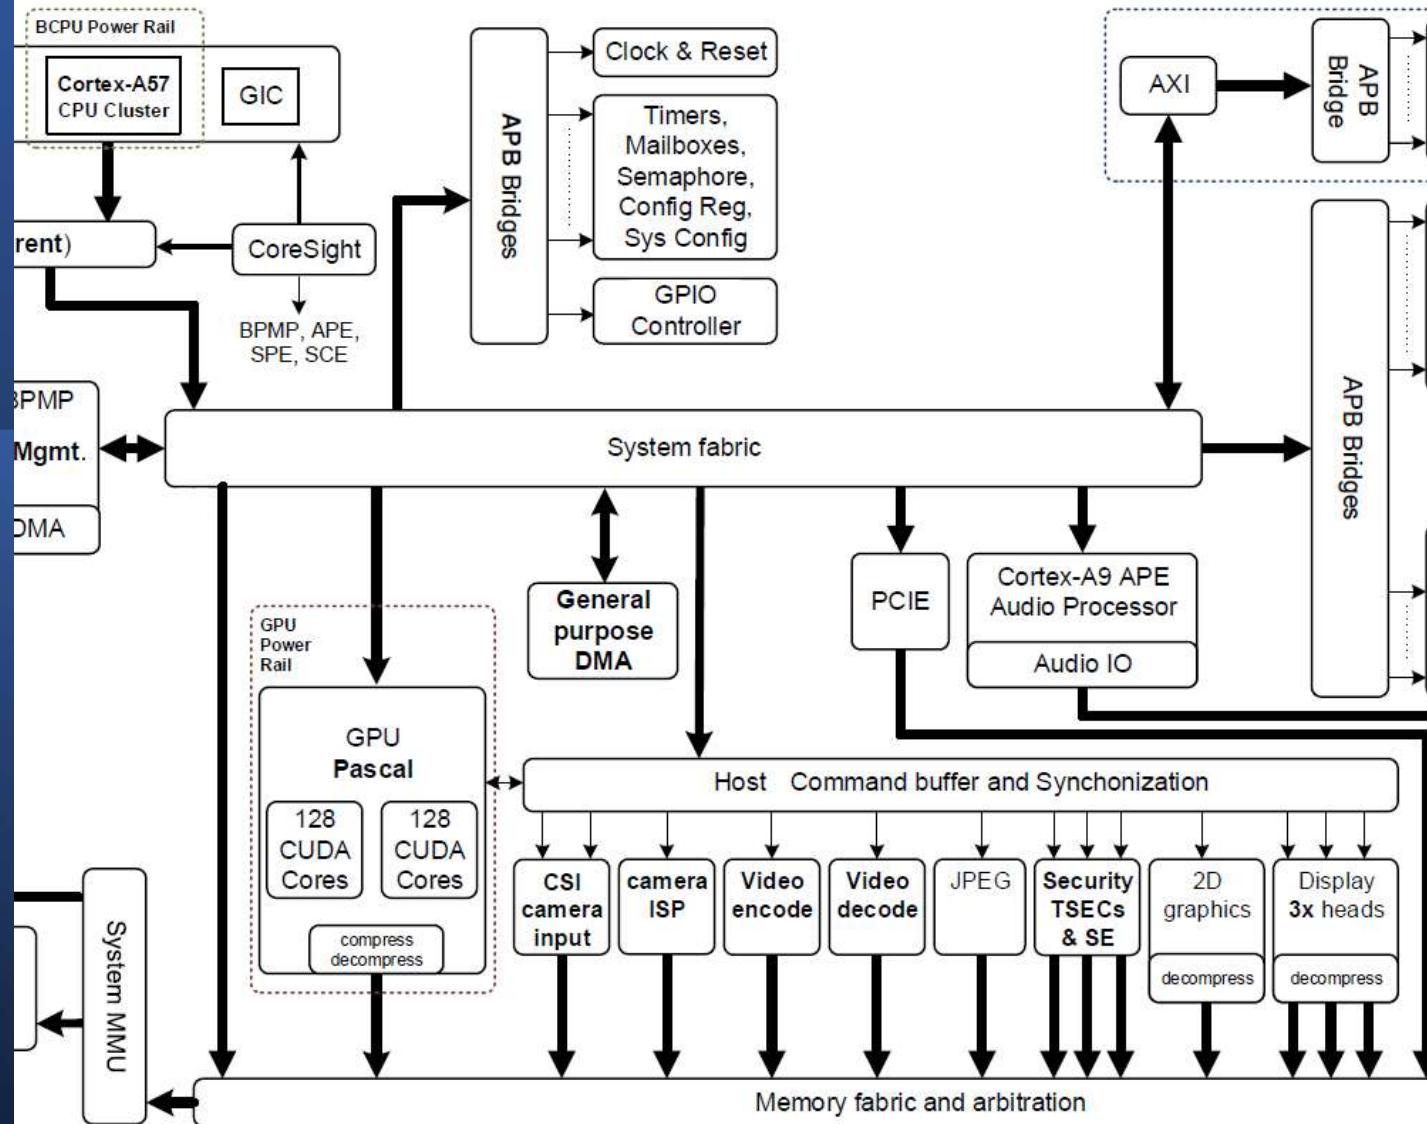 BCPU Power Rail
Cortex-A57
CPU Cluster
GIC
rent)
CoreSight
BPMP, APE,
SPE, SCE
BPMP
Mgmt.
DMA
APB Bridges
Clock & Reset
Timers,
Mailboxes,
Semaphore,
Config Reg,
Sys Config
GPIO
Controller
AXI
APB
Bridge
APB Bridges
System fabric
General
purpose
DMA
PCIE
Cortex-A9 APE
Audio Processor
Audio IO
GPU
Power
Rail
GPU
Pascal
128
CUDA
Cores
128
CUDA
Cores
compress
decompress
Host Command buffer and Synchonization
CSI
camera
input
camera
ISP
Video
encode
Video
decode
JPEG
Security
TSECs
& SE
2D
graphics
decompress
Display
3x heads
decompress
System MMU
Memory fabric and arbitration